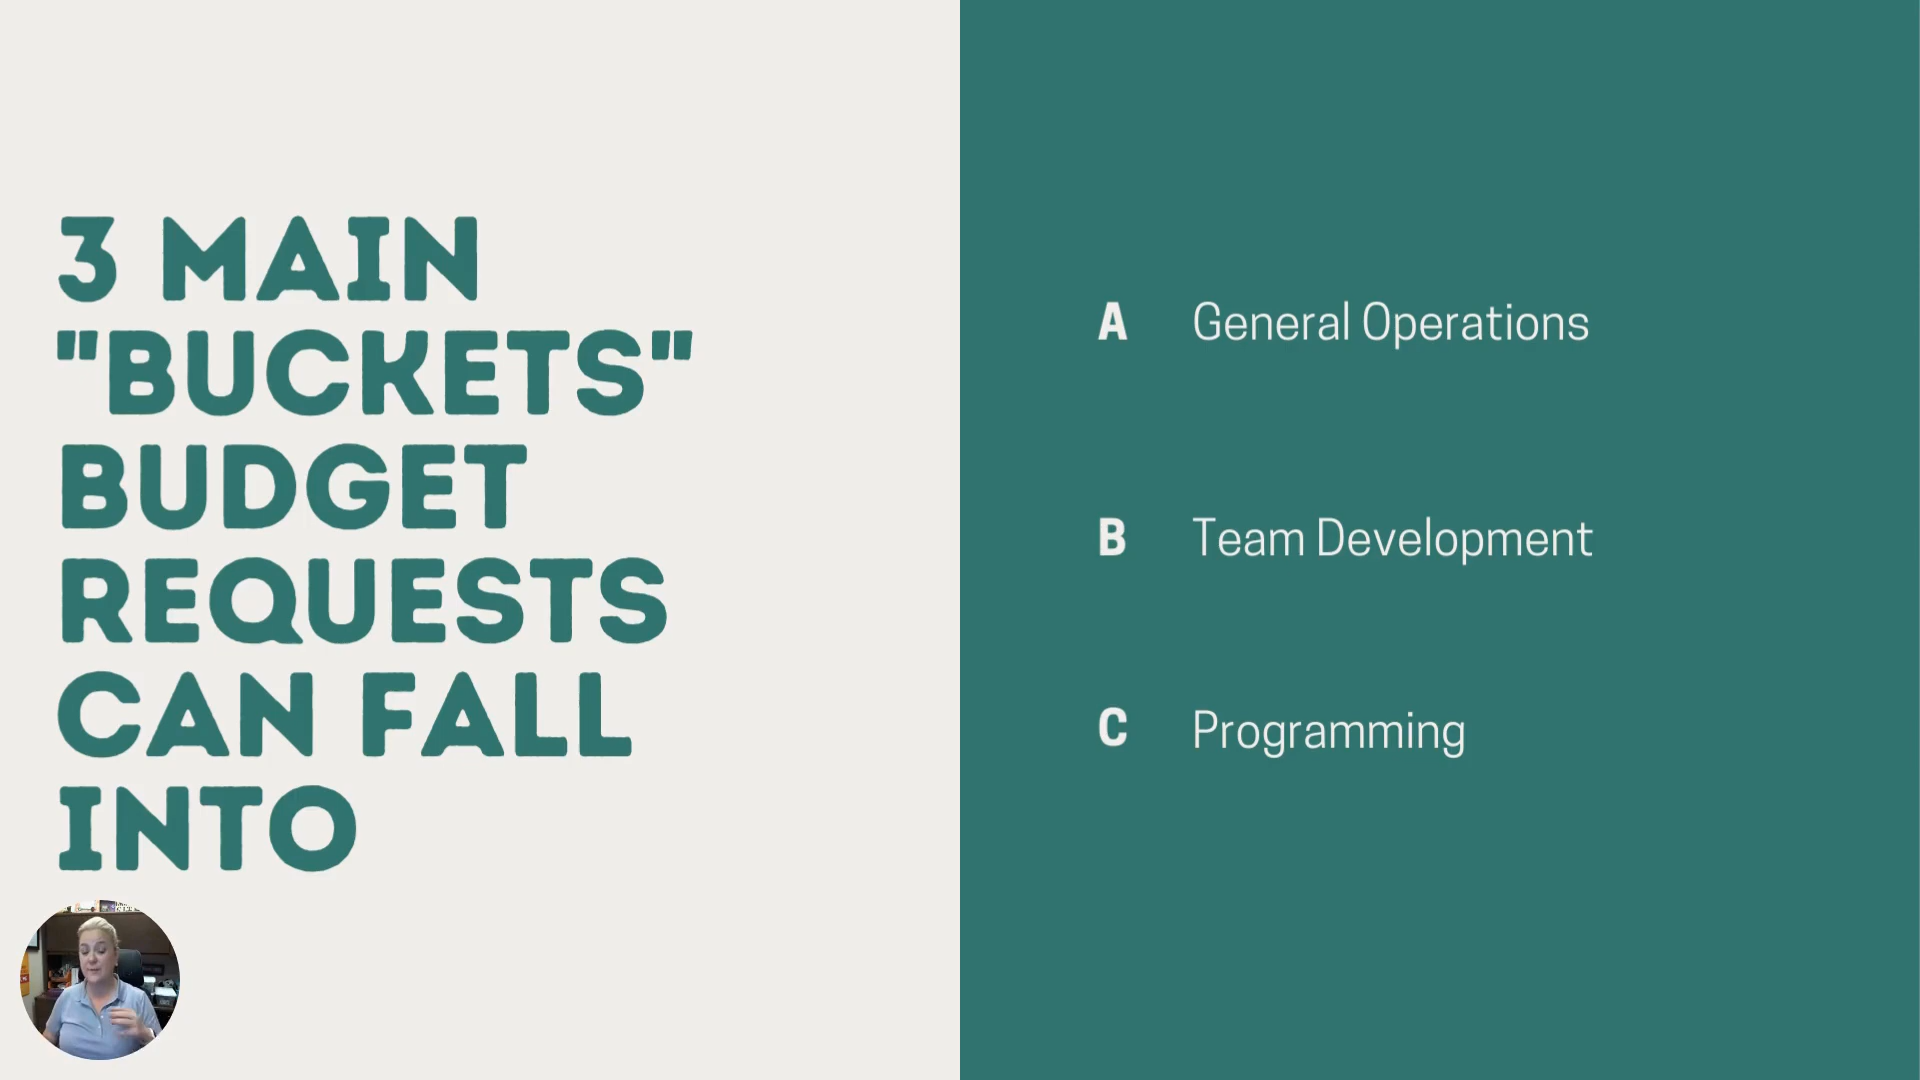 3 MAIN
"BUCKETS"
BUDGET
REQUESTS
CAN FALL
INTO
A General Operations
B Team Development
C Programming